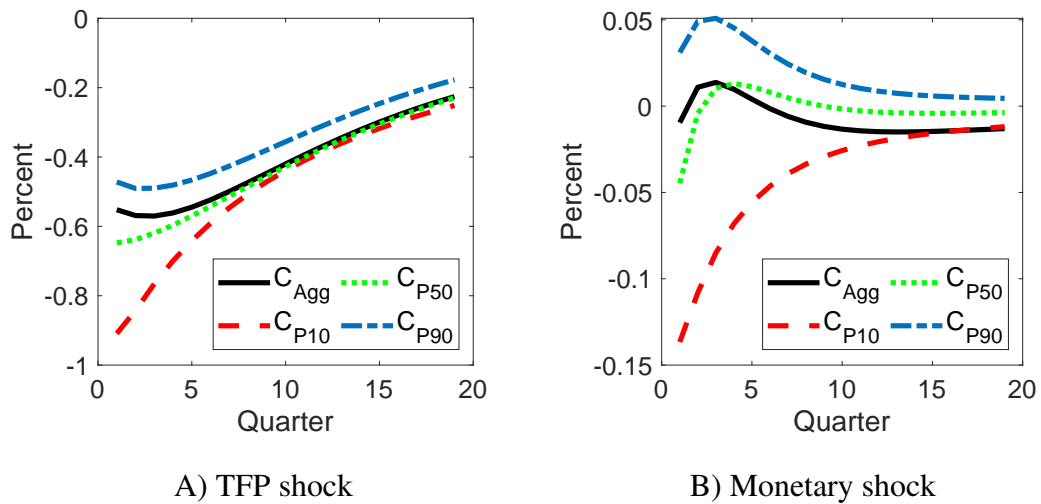 0
-0.2
-0.4
-0.6
-0.8
-1
Percent
0 5 10 15 20
Quarter
C_Agg C_P50
C_P10 C_P90
A) TFP shock
0.05
0
-0.05
-0.1
-0.15
Percent
0 5 10 15 20
Quarter
C_Agg C_P50
C_P10 C_P90
B) Monetary shock